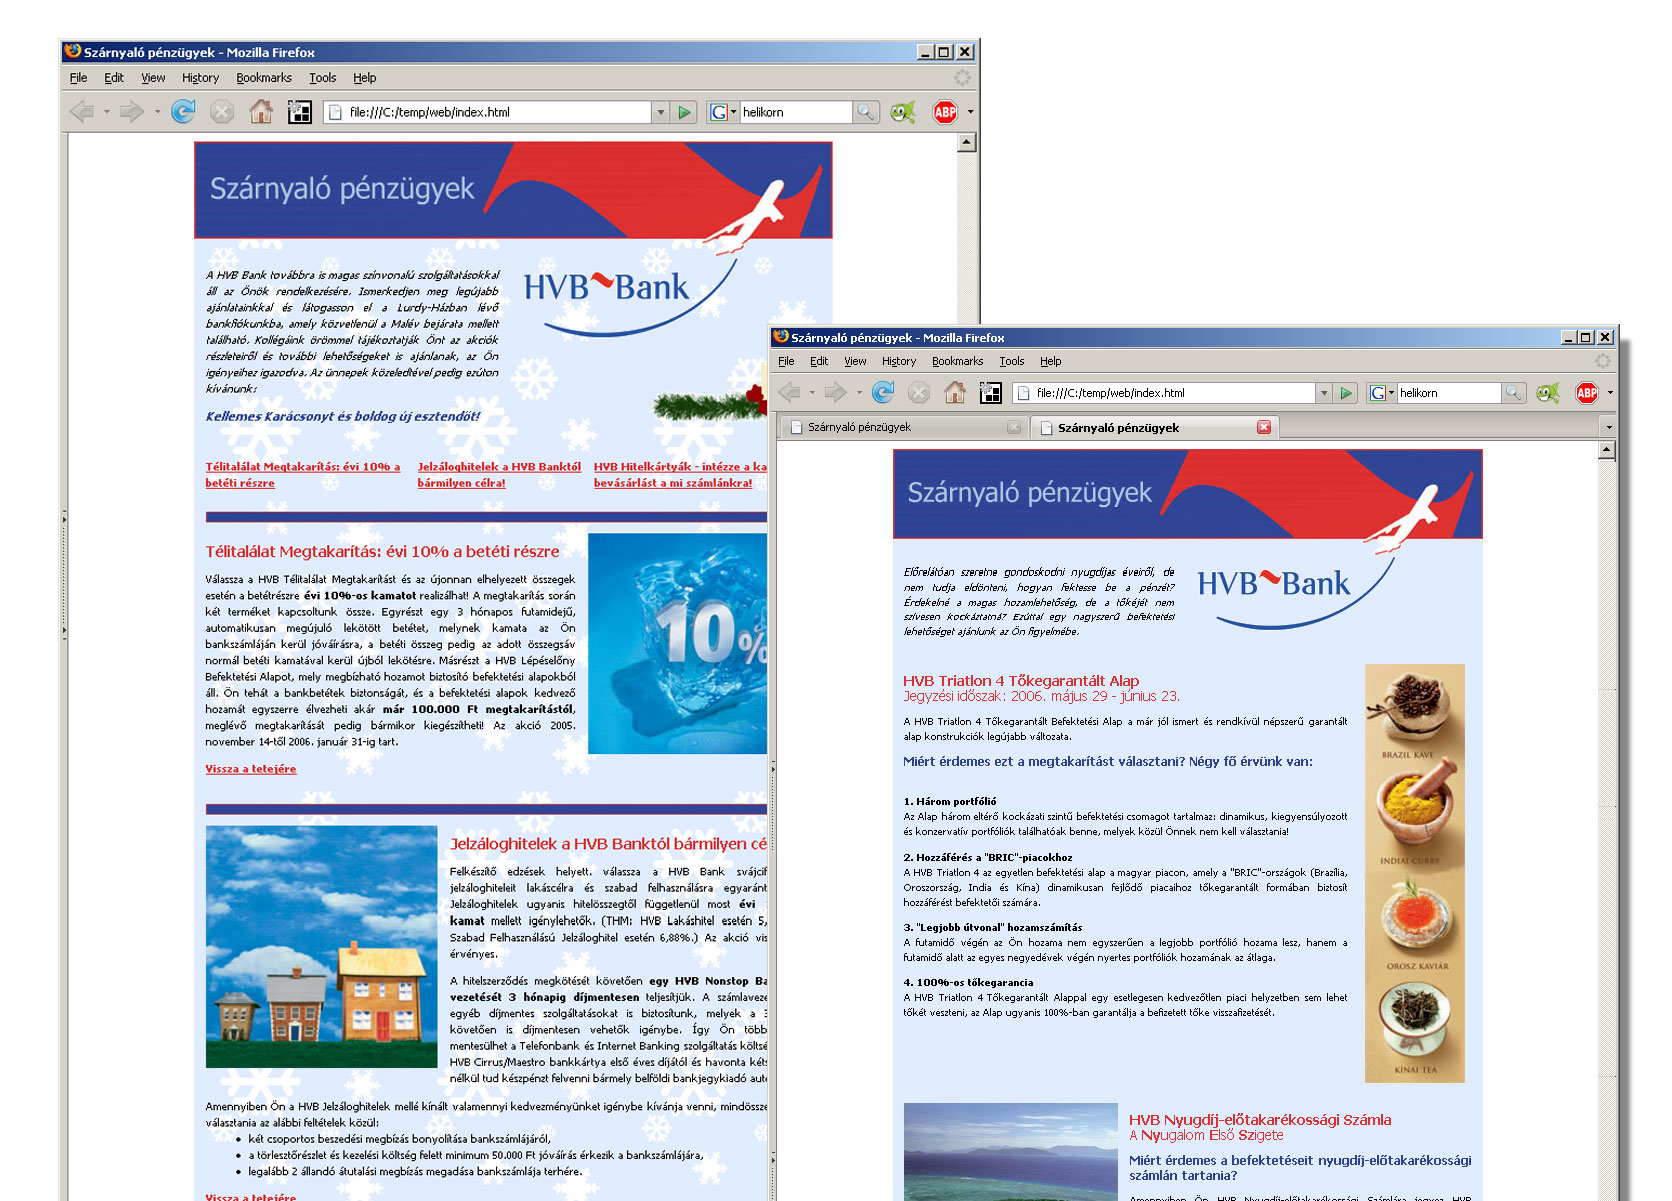 Szárnyaló pénzügyek - Mozilla Firefox
File Edit View History Bookmarks Tools Help
file:///C:/temp/web/index.html
G helikorn
ABP
Szárnyaló pénzügyek
A HVB Bank továbbra is magas színvonalú szolgáltatásokkal
áll az Önök rendelkezésére. Ismerkedjen meg legújabb
ajánlatainkkal és látogasson el a Lurdy-Házban lévő
bankfiókunkba, amely közvetlenül a Malév bejárata mellett
található. Kollégáink örömmel tájékoztatják Önt az akciók
részleteiről és további lehetőségeket is ajánlanak, az Ön
igényeihez igazodva. Az ünnepek közeledtével pedig ezúton
kívánunk:
Kellemes Karácsonyt és boldog új esztendőt!
HVB Bank
Télitalálat Megtakarítás: évi 10% a
betéti részre
Jelzáloghitelek a HVB Banktól
bármilyen célra!
HVB Hitelkártyák - intézze a ka
bevásárlást a mi számlánkra!
Télitalálat Megtakarítás: évi 10% a betéti részre
Válassza a HVB Télitalálat Megtakarítást és az újonnan elhelyezett összegek
esetén a betétrészre évi 10%-os kamatot realizálhat! A megtakarítás során
két terméket kapcsoltunk össze. Egyrészt egy 3 hónapos futamidejű,
automatikusan megújuló lekötött betétet, melynek kamata az Ön
bankszámláján kerül jóváírásra, a betéti összeg pedig az adott összegsáv
normál betéti kamatával kerül újból lekötésre. Másrészt a HVB Lépéselőny
Befektetési Alapot, mely megbízható hozamot biztosító befektetési alapokból
áll. Ön tehát a bankbetétek biztonságát, és a befektetési alapok kedvező
hozamát egyszerre élvezheti akár már 100.000 Ft megtakarítástól,
meglévő megtakarítását pedig bármikor kiegészítheti! Az akció 2005.
november 14-től 2006. január 31-ig tart.
Vissza a tetejére
10%
Jelzáloghitelek a HVB Banktól bármilyen cé
Felkészítő edzések helyett. válassza a HVB Bank svájcif
jelzáloghiteleit lakáscélra és szabad felhasználásra egyaránt
Jelzáloghitelek ugyanis hitelösszegtől függetlenül most évi
kamat mellett igényelhetők. (THM: HVB Lakáshitel esetén 5,
Szabad Felhasználású Jelzáloghitel esetén 6,88%.) Az akció vis
érvényes.
A hitelszerződés megkötését követően egy HVB Nonstop Ba
vezetését 3 hónapig díjmentesen teljesítjük. A számlaveze
egyéb díjmentes szolgáltatásokat is biztosítunk, melyek a 3
követően is díjmentesen vehetők igénybe. Így Ön több
mentesülhet a Telefonbank és Internet Banking szolgáltatás költsé
HVB Cirrus/Maestro bankkártya első éves díjától és havonta két
nélkül tud készpénzt felvenni bármely belföldi bankjegykiadó aut
Amennyiben Ön a HVB Jelzáloghitelek mellé kínált valamennyi kedvezményünket igénybe kívánja venni, mindössze
választania az alábbi feltételek közül:
• két csoportos beszedési megbízás bonyolítása bankszámlájáról,
• a törlesztőrészlet és kezelési költség felett minimum 50.000 Ft jóváírás érkezik a bankszámlájára,
• legalább 2 állandó átutalási megbízás megadása bankszámlája terhére.
Vissza a tetejére
Szárnyaló pénzügyek - Mozilla Firefox
File Edit View History Bookmarks Tools Help
file:///C:/temp/web/index.html
G helikorn
ABP
Szárnyaló pénzügyek
Szárnyaló pénzügyek
Szárnyaló pénzügyek
Előrelátóan szeretne gondoskodni nyugdíjas éveiről, de
nem tudja eldönteni, hogyan fektesse be a pénzét?
Érdekelné a magas hozamlehetőség, de a tőkéjét nem
szívesen kockáztatná? Ezúttal egy nagyszerű befektetési
lehetőséget ajánlunk az Ön figyelmébe.
HVB Bank
HVB Triatlon 4 Tőkegarantált Alap
Jegyzési időszak: 2006. május 29 - június 23.
A HVB Triatlon 4 Tőkegarantált Befektetési Alap a már jól ismert és rendkívül népszerű garantált
alap konstrukciók legújabb változata.
Miért érdemes ezt a megtakarítást választani? Négy fő érvünk van:
1. Három portfólió
Az Alap három eltérő kockázati szintű befektetési csomagot tartalmaz: dinamikus, kiegyensúlyozott
és konzervatív portfóliók találhatóak benne, melyek közül Önnek nem kell választania!
2. Hozzáférés a "BRIC"-piacokhoz
A HVB Triatlon 4 az egyetlen befektetési alap a magyar piacon, amely a "BRIC"-országok (Brazília,
Oroszország, India és Kína) dinamikusan fejlődő piacaihoz tőkegarantált formában biztosít
hozzáférést befektetői számára.
3. "Legjobb útvonal" hozamszámítás
A futamidő végén az Ön hozama nem egyszerűen a legjobb portfólió hozama lesz, hanem a
futamidő alatt az egyes negyedévek végén nyertes portfóliók hozamának az átlaga.
4. 100%-os tőkegarancia
A HVB Triatlon 4 Tőkegarantált Alappal egy esetlegesen kedvezőtlen piaci helyzetben sem lehet
tőkét veszteni, az Alap ugyanis 100%-ban garantálja a befizetett tőke visszafizetését.
BRAZIL KÁVÉ
INDIAI CURRY
OROSZ KAVIÁR
KÍNAI TEA
HVB Nyugdíj-előtakarékossági Számla
A Nyugalom Első Szigete
Miért érdemes a befektetéseit nyugdíj-előtakarékossági
számlán tartania?
Amennyiben Ön HVB Nyugdíj-előtakarékossági Számlára jegyez HVB